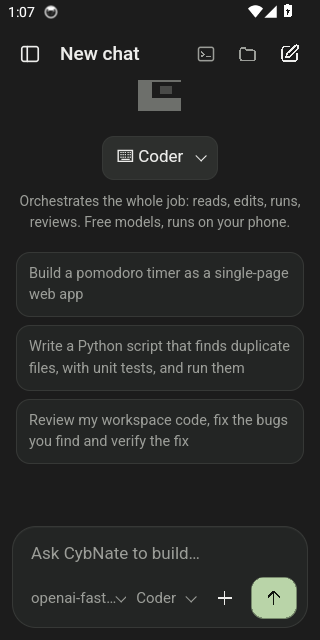 1:07
New chat
Coder
Orchestrates the whole job: reads, edits, runs,
reviews. Free models, runs on your phone.
Build a pomodoro timer as a single-page
web app
Write a Python script that finds duplicate
files, with unit tests, and run them
Review my workspace code, fix the bugs
you find and verify the fix
Ask CybNate to build…
openai-fast… Coder